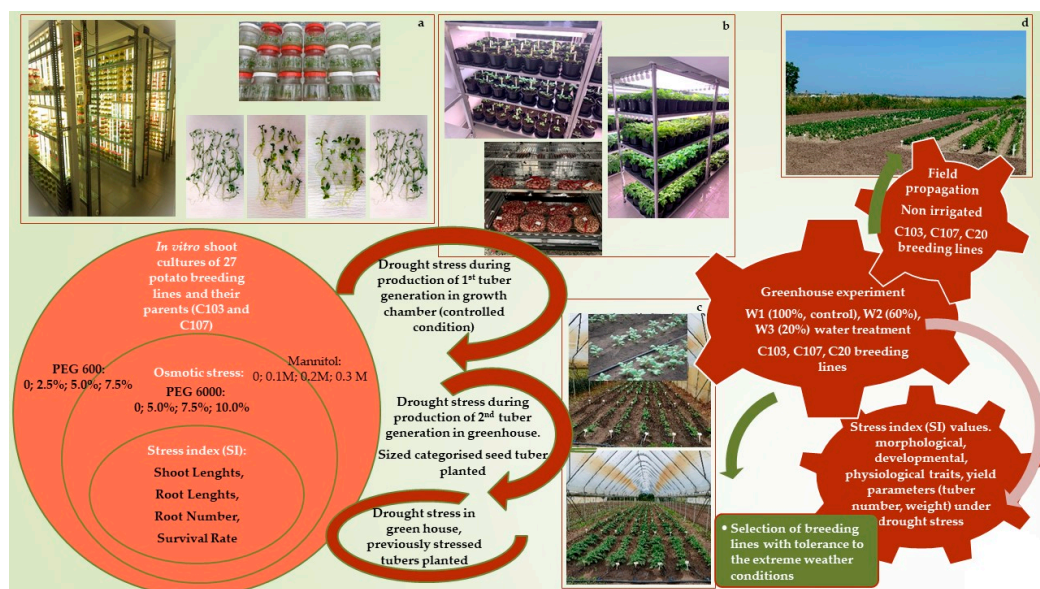 a
b
d
c
In vitro shoot
cultures of 27
potato breeding
lines and their
parents (C103 and
C107)
PEG 600:
0; 2.5%; 5.0%; 7.5%
Osmotic stress:
PEG 6000:
0; 5.0%; 7.5%; 10.0%
Mannitol:
0; 0.1M; 0.2M; 0.3 M
Stress index (SI):
Shoot Lenghts,
Root Lenghts,
Root Number,
Survival Rate
Drought stress during
production of 1st tuber
generation in growth
chamber (controlled
condition)
Drought stress during
production of 2nd tuber
generation in greenhouse.
Sized categorised seed tuber
planted
Drought stress in
green house,
previously stressed
tubers planted
Field
propagation
Non irrigated
C103, C107, C20
breeding lines
Greenhouse experiment
W1 (100%, control), W2 (60%),
W3 (20%) water treatment
C103, C107, C20 breeding
lines
Stress index (SI) values.
morphological,
developmental,
physiological traits, yield
parameters (tuber
number, weight) under
drought stress
• Selection of breeding
lines with tolerance to
the extreme weather
conditions